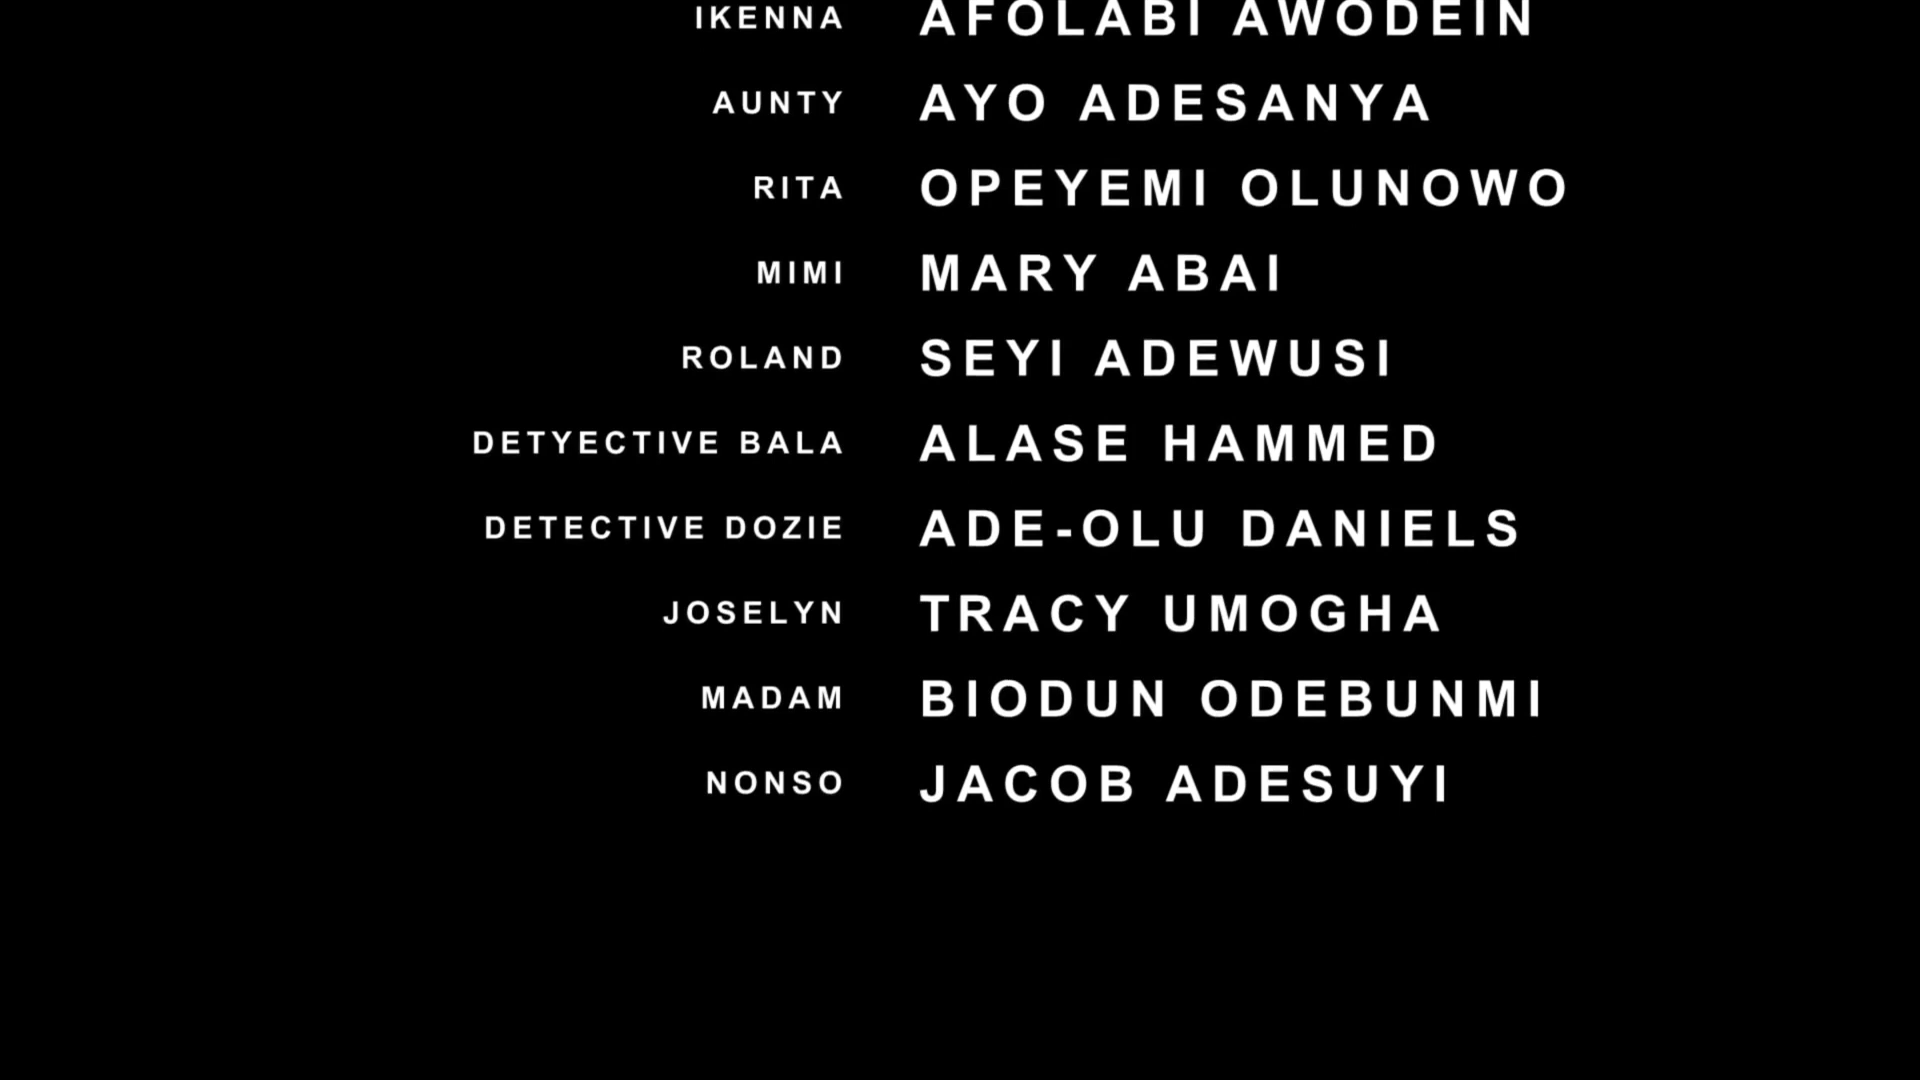 IKENNA AFOLABI AWODEIN
AUNTY AYO ADESANYA
RITA OPEYEMI OLUNOWO
MIMI MARY ABAI
ROLAND SEYI ADEWUSI
DETYECTIVE BALA ALASE HAMMED
DETECTIVE DOZIE ADE-OLU DANIELS
JOSELYN TRACY UMOGHA
MADAM BIODUN ODEBUNMI
NONSO JACOB ADESUYI